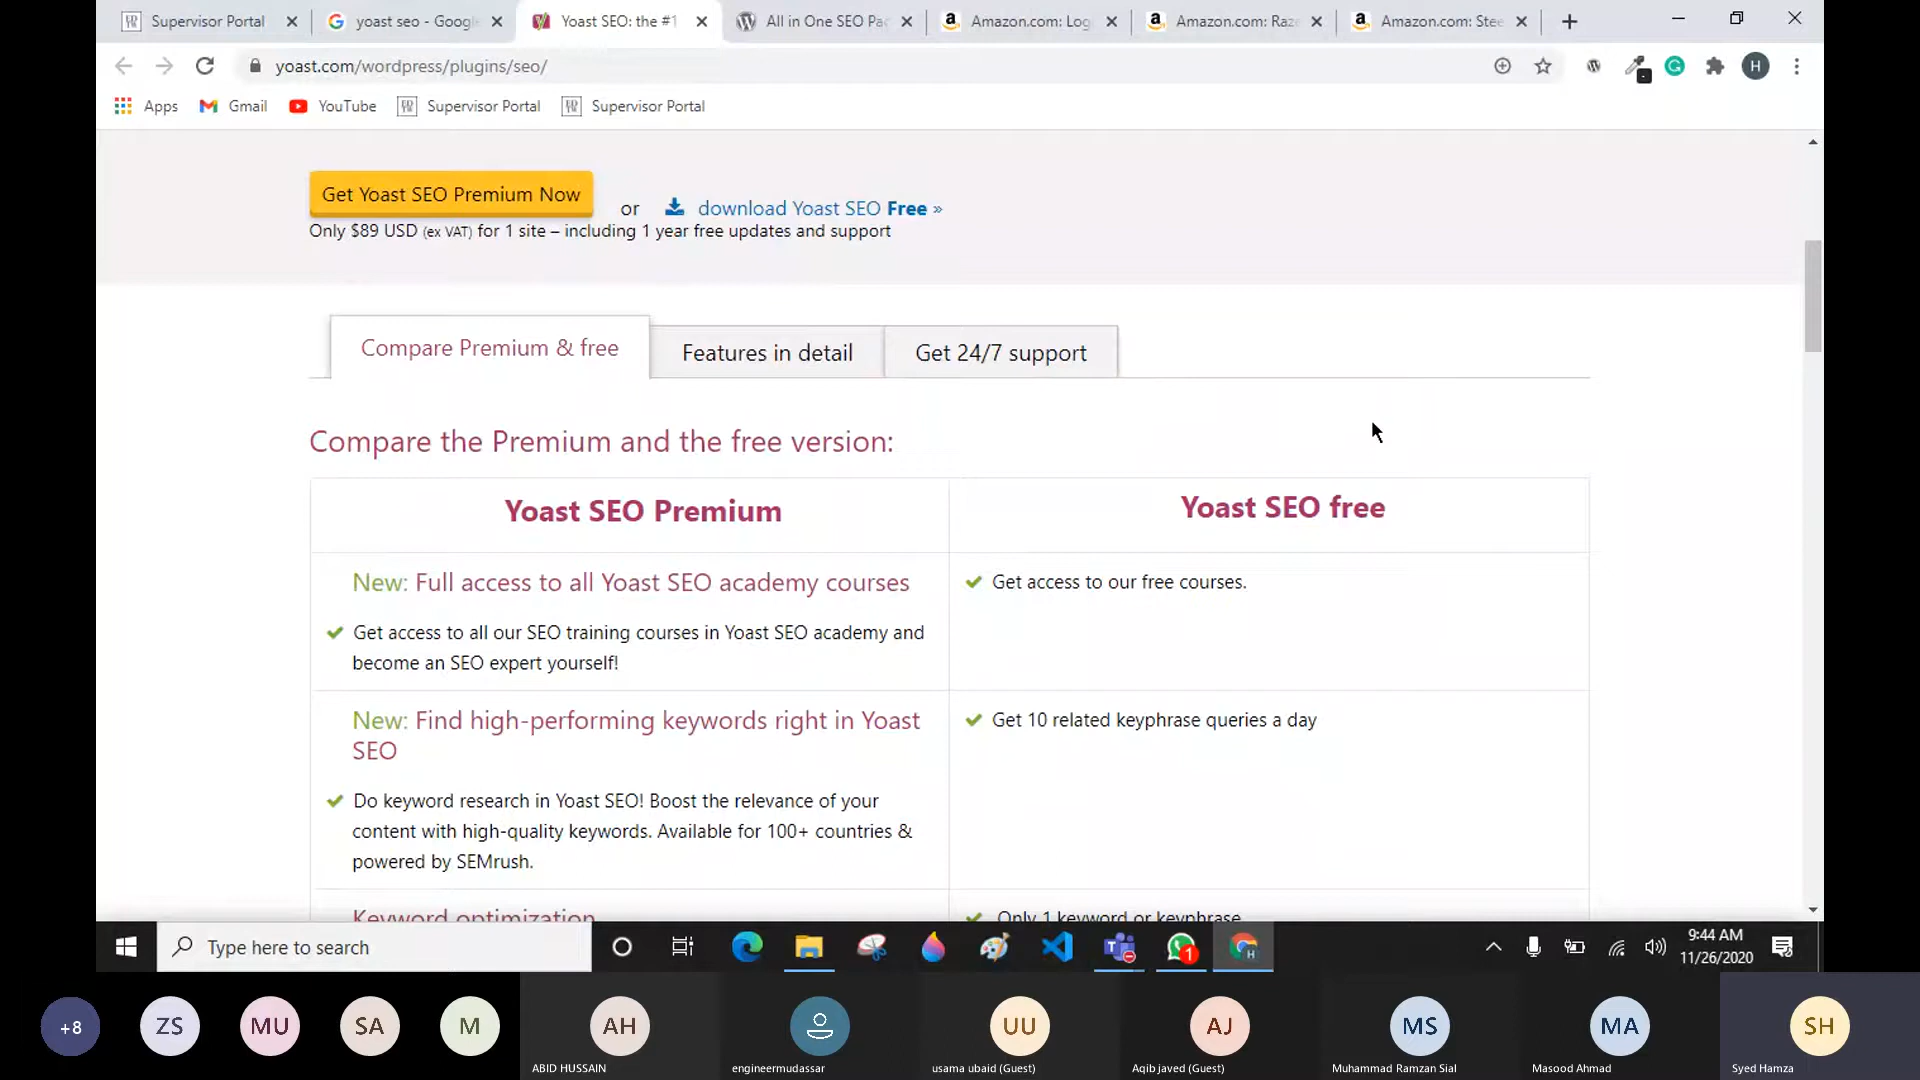 Supervisor Portal
yoast seo - Google
Yoast SEO: the #1
All in One SEO Pac
Amazon.com: Log
Amazon.com: Raze
Amazon.com: Stee
yoast.com/wordpress/plugins/seo/
H
Apps
Gmail
YouTube
Supervisor Portal
Supervisor Portal
Get Yoast SEO Premium Now
or
download Yoast SEO Free »
Only $89 USD (ex VAT) for 1 site – including 1 year free updates and support
Compare Premium & free
Features in detail
Get 24/7 support
Compare the Premium and the free version:
Yoast SEO Premium
Yoast SEO free
New: Full access to all Yoast SEO academy courses
Get access to our free courses.
Get access to all our SEO training courses in Yoast SEO academy and
become an SEO expert yourself!
New: Find high-performing keywords right in Yoast
SEO
Get 10 related keyphrase queries a day
Do keyword research in Yoast SEO! Boost the relevance of your
content with high-quality keywords. Available for 100+ countries &
powered by SEMrush.
Keyword optimization
Only 1 keyword or keyphrase
Type here to search
1
H
9:44 AM
11/26/2020
+8
ZS
MU
SA
M
AH
UU
AJ
MS
MA
SH
ABID HUSSAIN
engineermudassar
usama ubaid (Guest)
Aqib javed (Guest)
Muhammad Ramzan Sial
Masood Ahmad
Syed Hamza